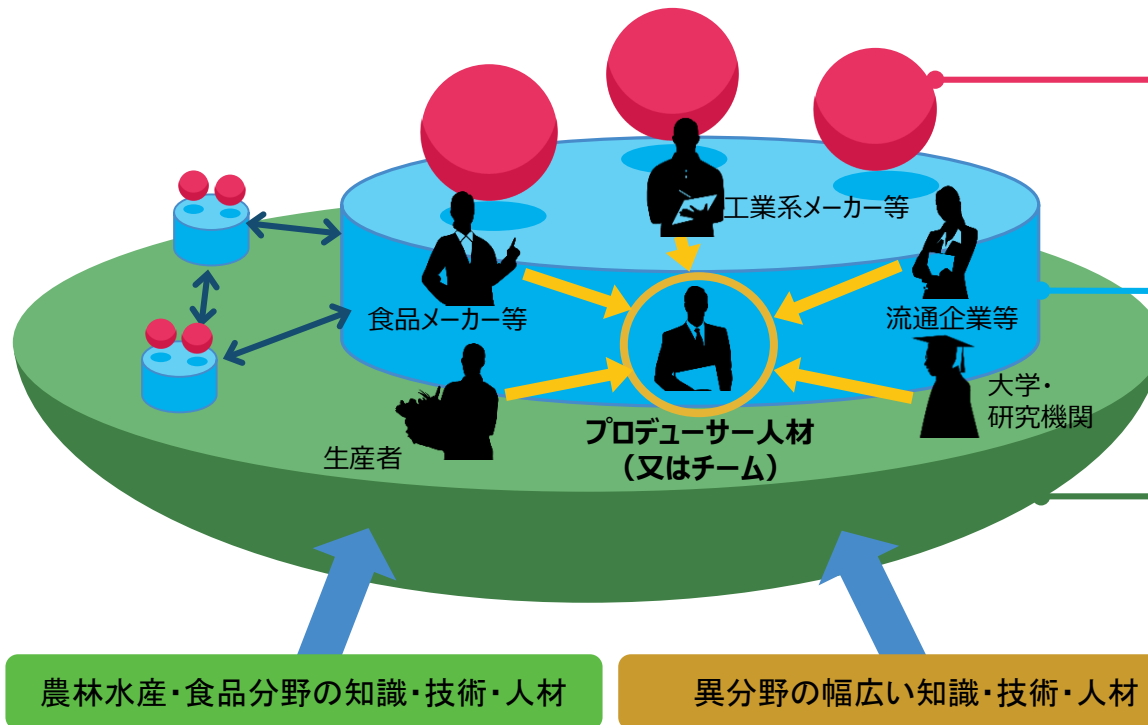 工業系メーカー等
食品メーカー等
流通企業等
生産者
大学・
研究機関
プロデューサー人材
(又はチーム)
農林水産・食品分野の知識・技術・人材
異分野の幅広い知識・技術・人材